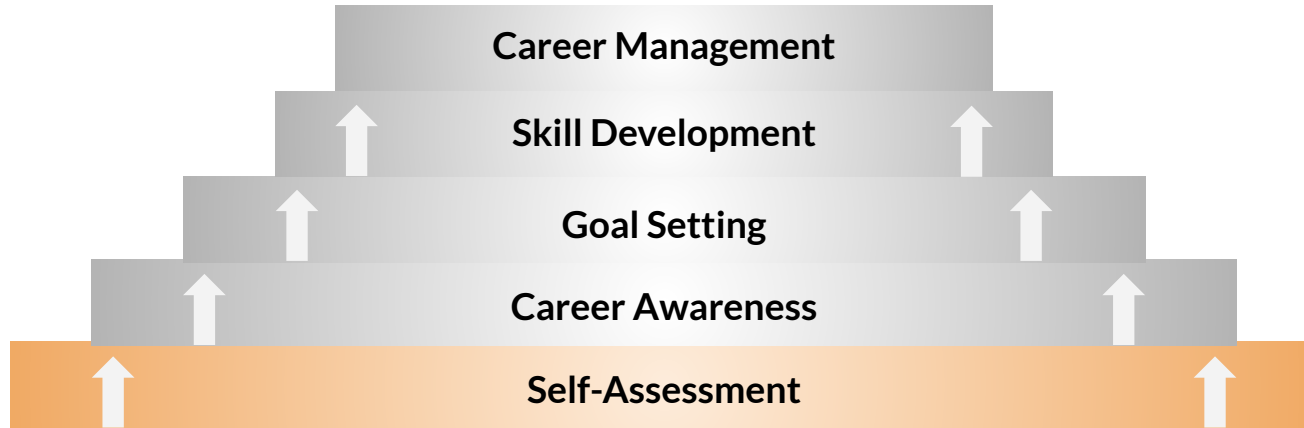 Career Management
Skill Development
Goal Setting
Career Awareness
Self-Assessment